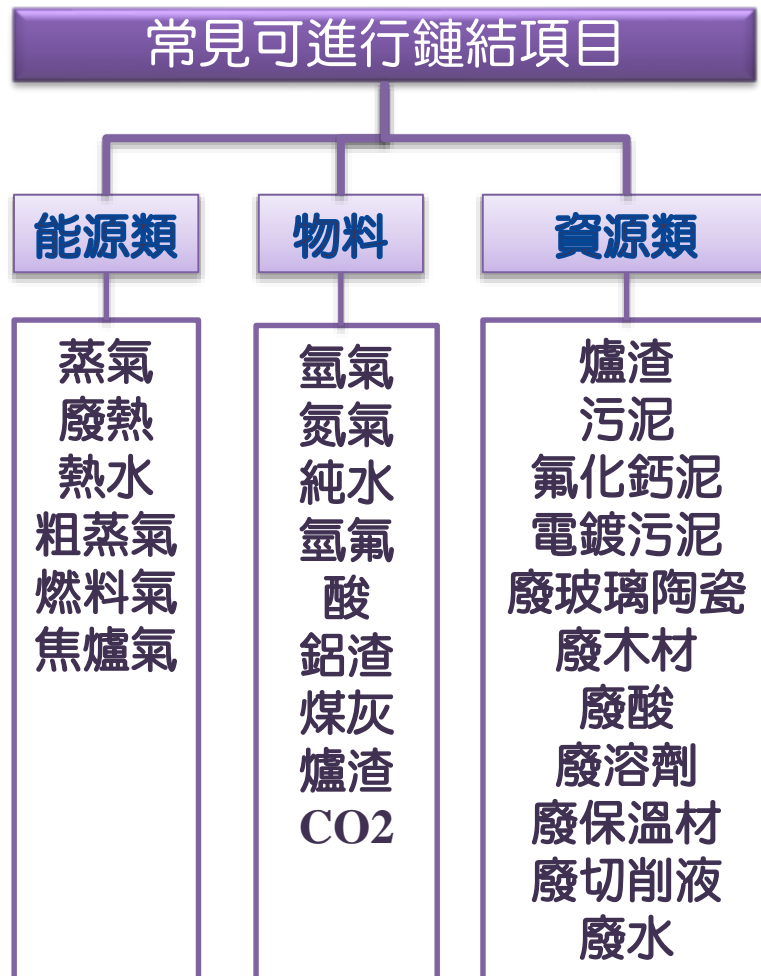 常見可進行鏈結項目
能源類
蒸氣
廢熱
熱水
粗蒸氣
燃料氣
焦爐氣
物料
氫氣
氮氣
純水
氫氟
酸
鋁渣
煤灰
爐渣
CO2
資源類
爐渣
污泥
氟化鈣泥
電鍍污泥
廢玻璃陶瓷
廢木材
廢酸
廢溶劑
廢保溫材
廢切削液
廢水